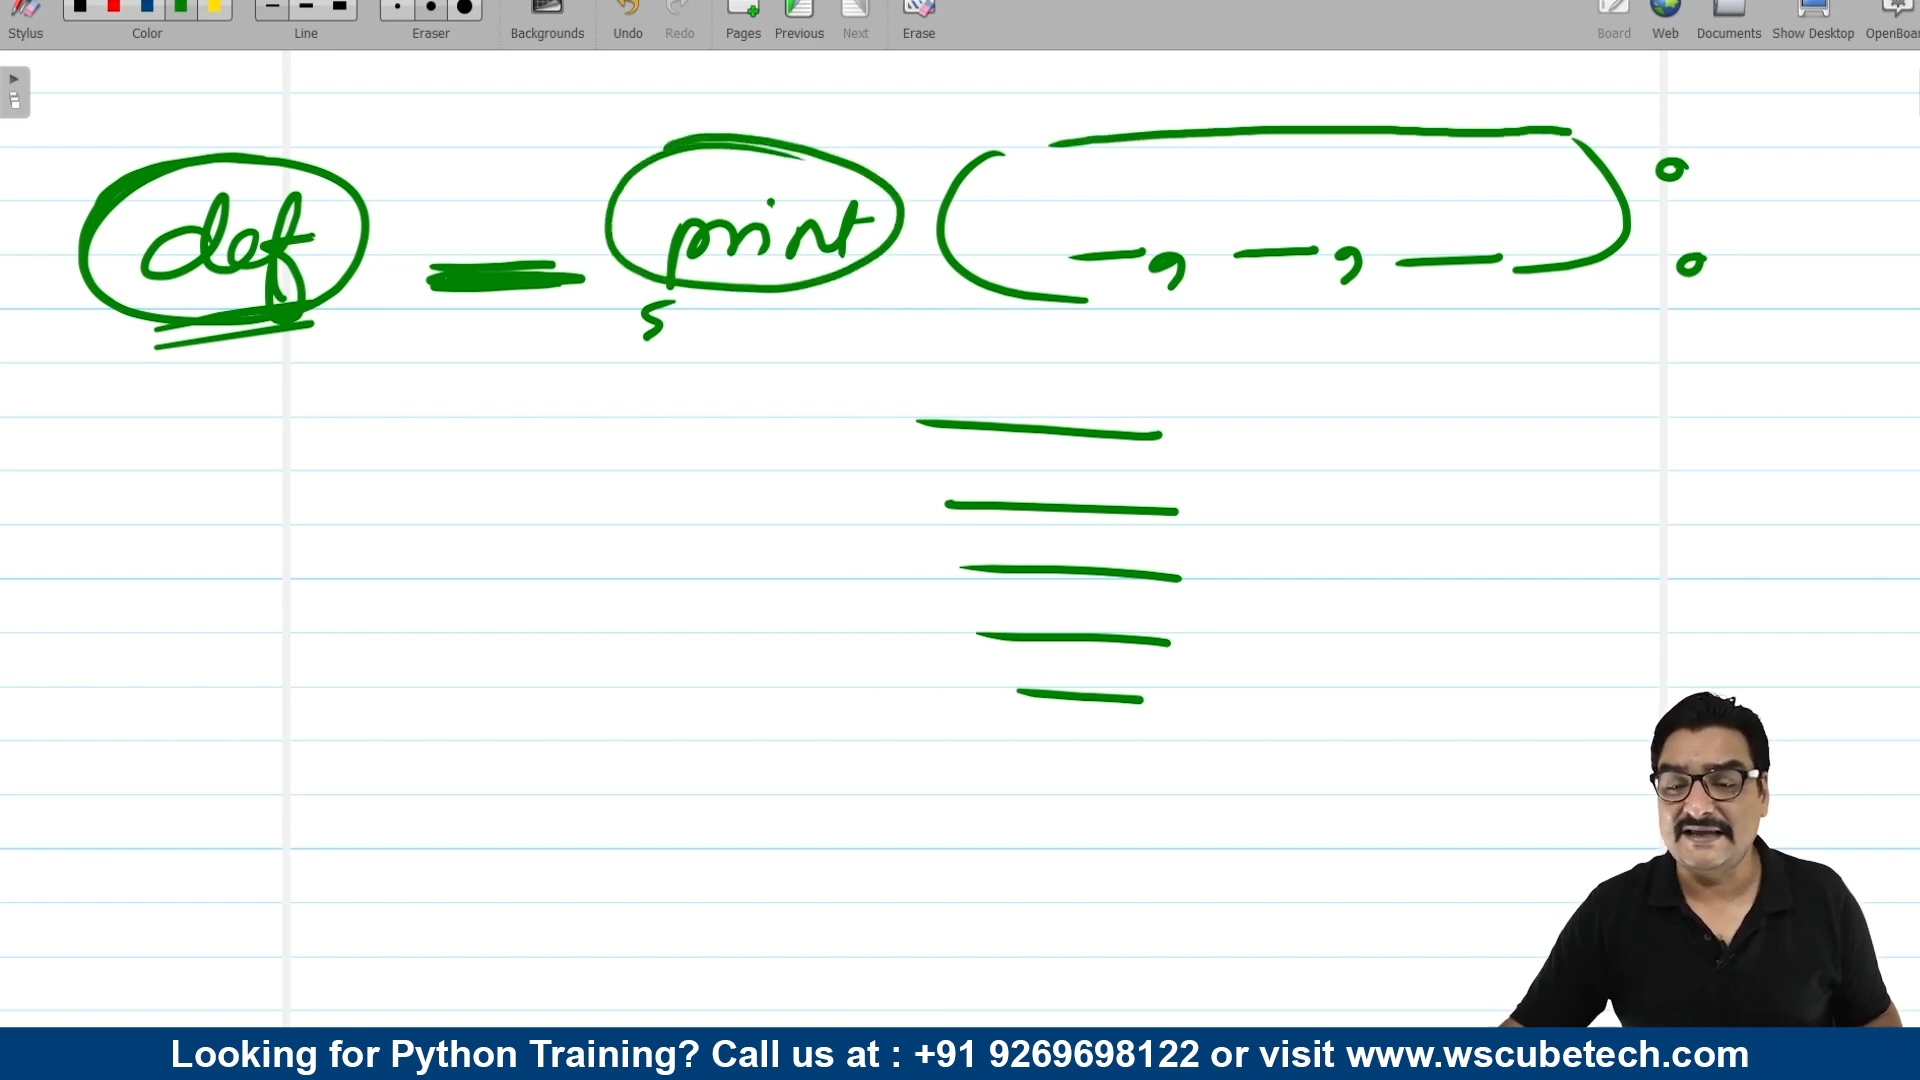 Stylus Color Line Eraser Backgrounds Undo Redo Pages Previous Next Erase Board Web Documents Show Desktop OpenBoar
def print ( , , ) :
s
Looking for Python Training? Call us at : +91 9269698122 or visit www.wscubetech.com